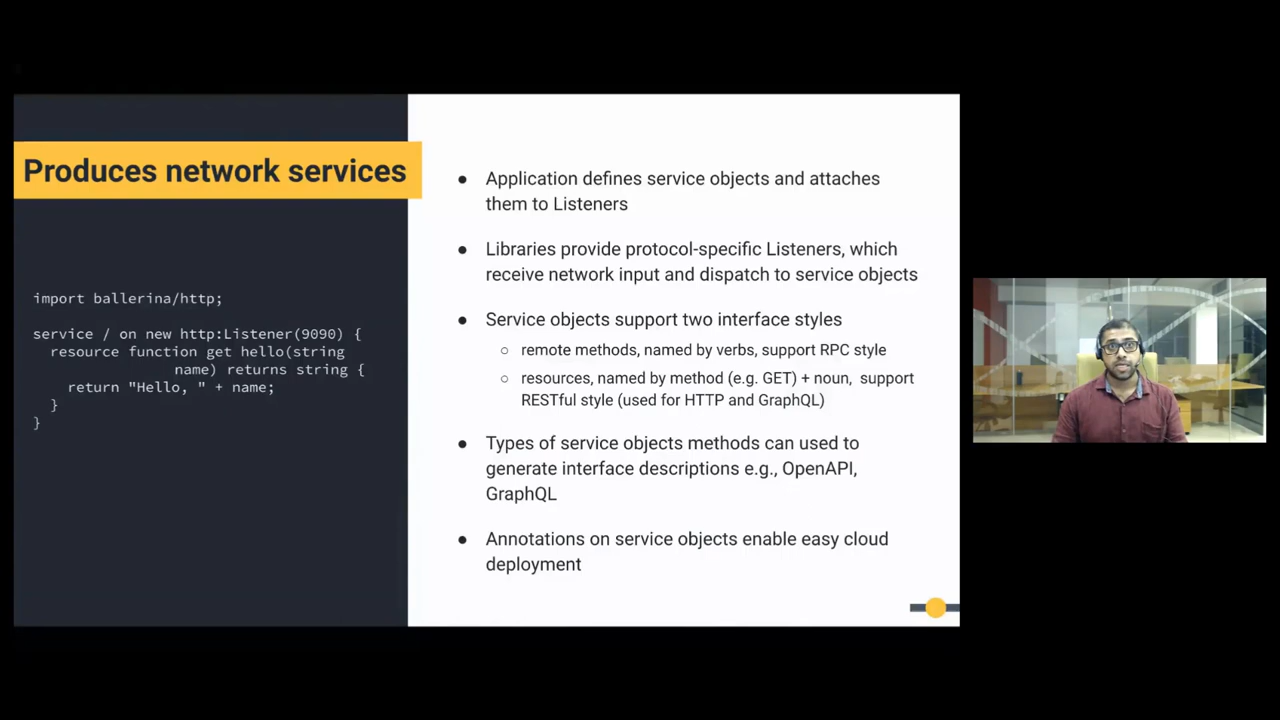 Produces network services
import ballerina/http;
service / on new http:Listener(9090) {
resource function get hello(string
name) returns string {
return "Hello, " + name;
}
}
● Application defines service objects and attaches
them to Listeners
● Libraries provide protocol-specific Listeners, which
receive network input and dispatch to service objects
● Service objects support two interface styles
○ remote methods, named by verbs, support RPC style
○ resources, named by method (e.g. GET) + noun, support
RESTful style (used for HTTP and GraphQL)
● Types of service objects methods can used to
generate interface descriptions e.g., OpenAPI,
GraphQL
● Annotations on service objects enable easy cloud
deployment